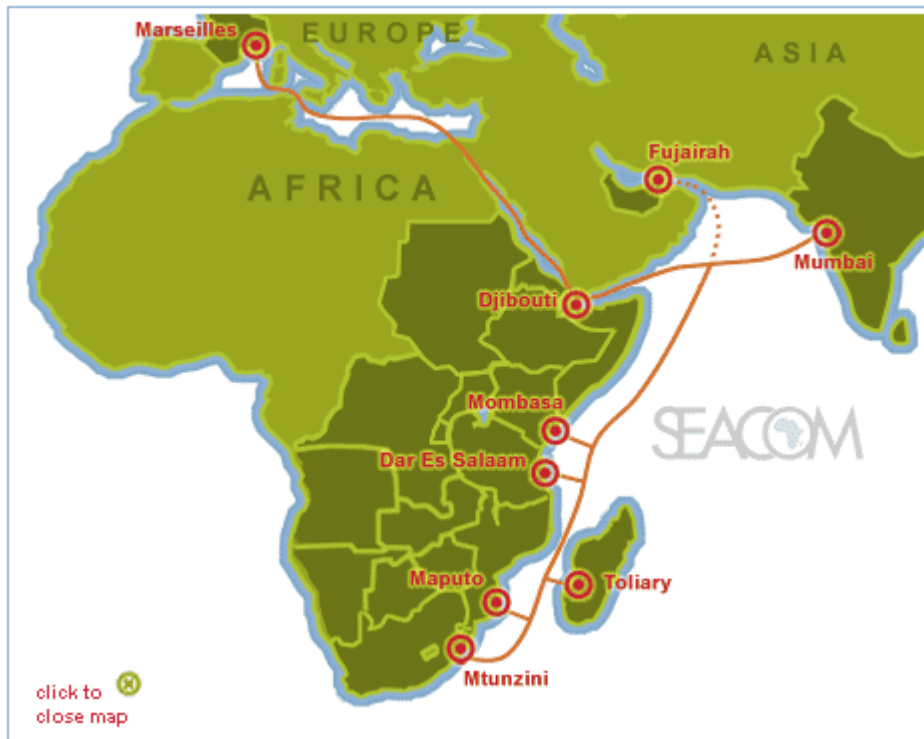 Marseilles
EUROPE
ASIA
Fujairah
AFRICA
Mumbai
Djibouti
Mombasa
SEACOM
Dar Es Salaam
Maputo
Toliary
Mtunzini
click to
close map